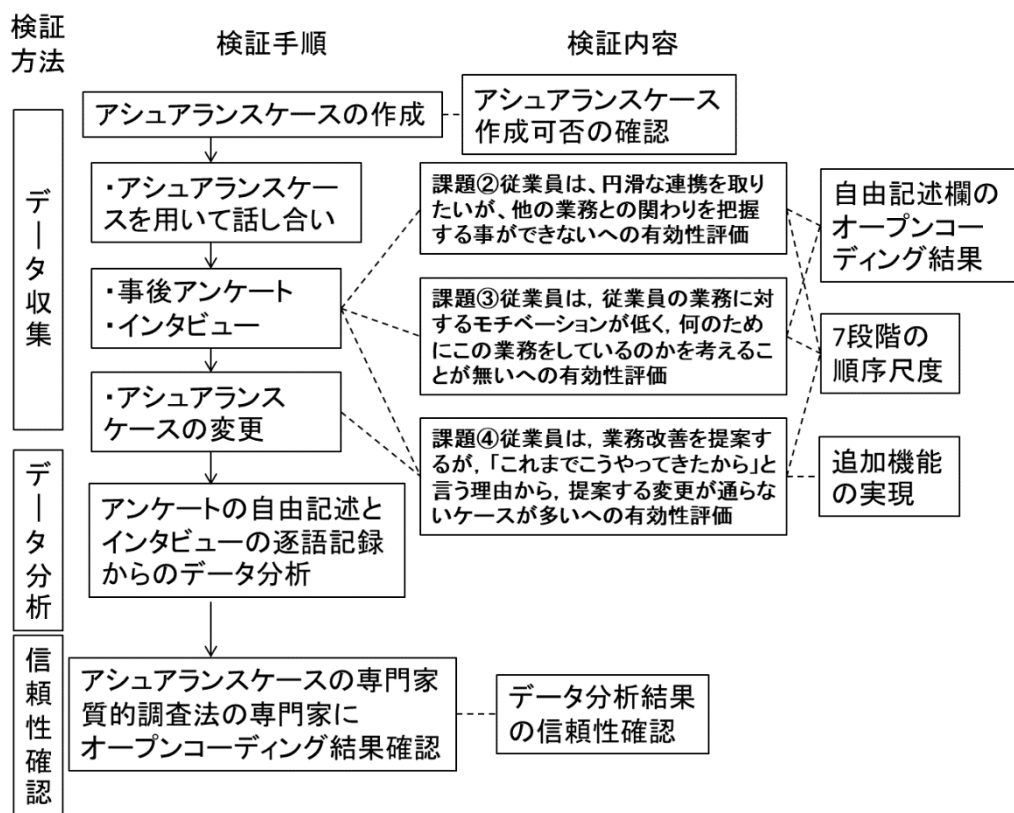 検証
方法
検証手順
検証内容
データ収集
アシュアランスケースの作成
アシュアランスケース
作成可否の確認
・アシュアランスケー
スを用いて話し合い
課題②従業員は、円滑な連携を取り
たいが、他の業務との関わりを把握
する事ができないへの有効性評価
自由記述欄の
オープンコー
ディング結果
・事後アンケート
・インタビュー
課題③従業員は，従業員の業務に対
するモチベーションが低く，何のため
にこの業務をしているのかを考えること
が無いへの有効性評価
7段階の
順序尺度
・アシュアランス
ケースの変更
課題④従業員は，業務改善を提案す
るが，「これまでこうやってきたから」と
言う理由から，提案する変更が通らな
いケースが多いへの有効性評価
追加機能
の実現
データ分析
アンケートの自由記述と
インタビューの逐語記録
からのデータ分析
信頼性確認
アシュアランスケースの専門家
質的調査法の専門家に
オープンコーディング結果確認
データ分析結果
の信頼性確認